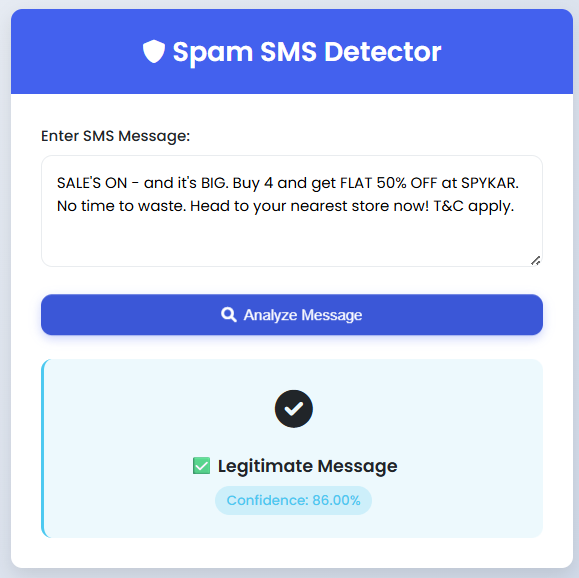 Spam SMS Detector
Enter SMS Message:
SALE'S ON - and it's BIG. Buy 4 and get FLAT 50% OFF at SPYKAR.
No time to waste. Head to your nearest store now! T&C apply.
Analyze Message
✅ Legitimate Message
Confidence: 86.00%